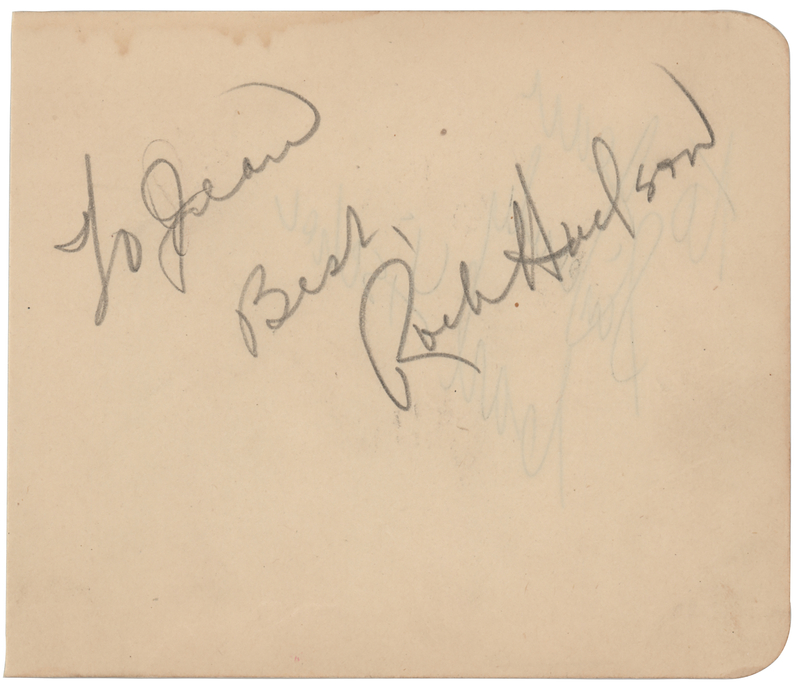 To Jean
Best,
Rock Hudson